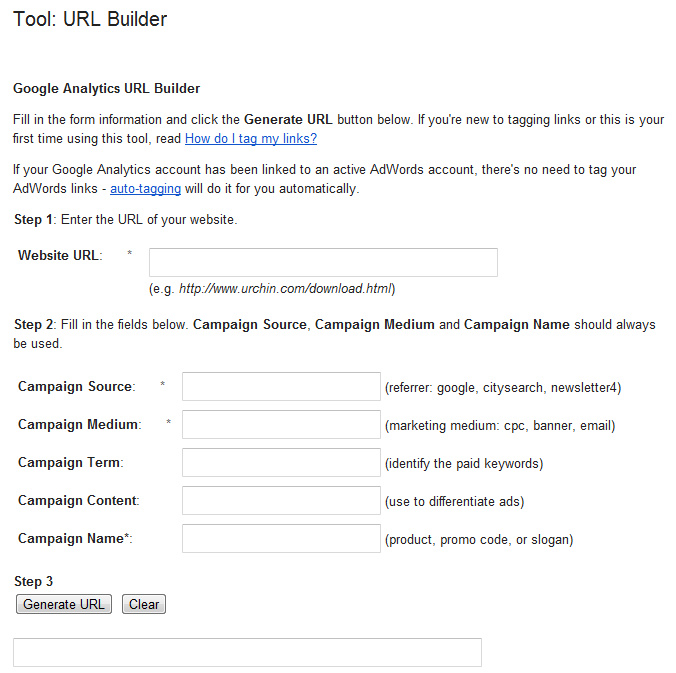 Tool: URL Builder
Google Analytics URL Builder
Fill in the form information and click the Generate URL button below. If you're new to tagging links or this is your
first time using this tool, read How do I tag my links?
If your Google Analytics account has been linked to an active AdWords account, there's no need to tag your
AdWords links - auto-tagging will do it for you automatically.
Step 1: Enter the URL of your website.
Website URL: *
(e.g. http://www.urchin.com/download.html)
Step 2: Fill in the fields below. Campaign Source, Campaign Medium and Campaign Name should always
be used.
Campaign Source: * (referrer: google, citysearch, newsletter4)
Campaign Medium: * (marketing medium: cpc, banner, email)
Campaign Term: (identify the paid keywords)
Campaign Content: (use to differentiate ads)
Campaign Name*: (product, promo code, or slogan)
Step 3
Generate URL Clear